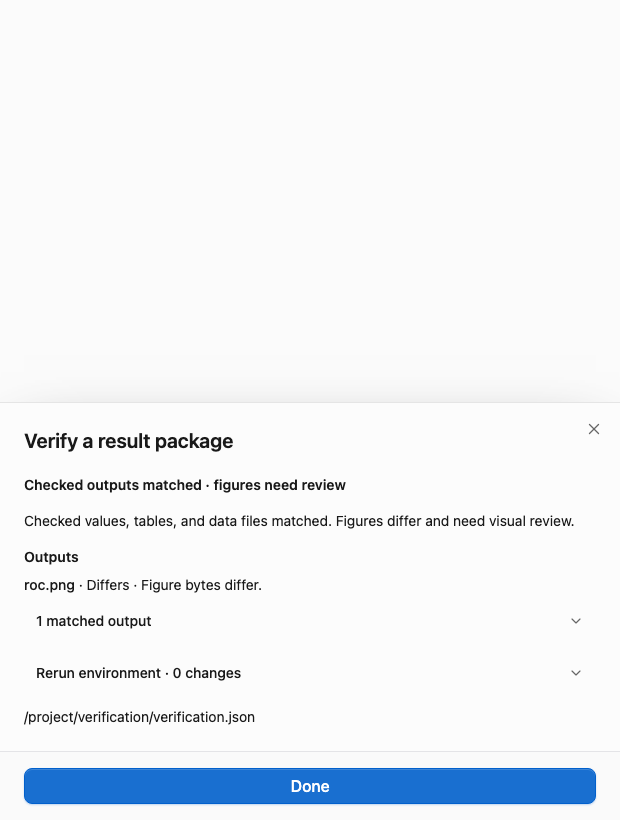 Verify a result package
Checked outputs matched · figures need review
Checked values, tables, and data files matched. Figures differ and need visual review.
Outputs
roc.png · Differs · Figure bytes differ.
1 matched output
Rerun environment · 0 changes
/project/verification/verification.json
Done